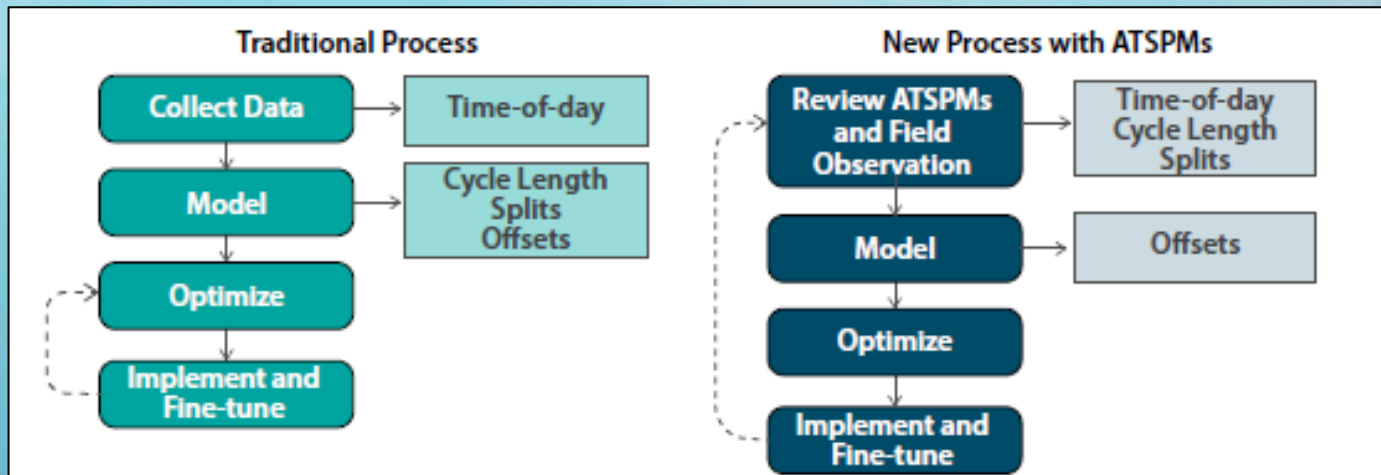 Traditional Process
Collect Data
Time-of-day
Model
Cycle Length
Splits
Offsets
Optimize
Implement and
Fine-tune
New Process with ATSPMs
Review ATSPMs
and Field
Observation
Time-of-day
Cycle Length
Splits
Model
Offsets
Optimize
Implement and
Fine-tune